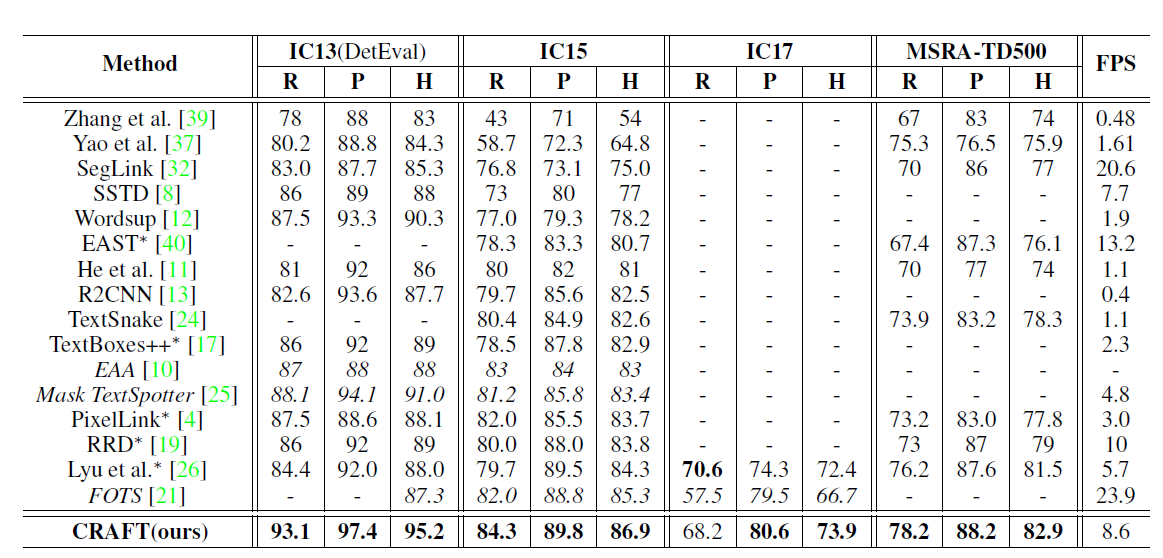 Method IC13(DetEval) IC15 IC17 MSRA-TD500 FPS
R P H R P H R P H R P H
Zhang et al. [39] 78 88 83 43 71 54 - - - 67 83 74 0.48
Yao et al. [37] 80.2 88.8 84.3 58.7 72.3 64.8 - - - 75.3 76.5 75.9 1.61
SegLink [32] 83.0 87.7 85.3 76.8 73.1 75.0 - - - 70 86 77 20.6
SSTD [8] 86 89 88 73 80 77 - - - - - - 7.7
Wordsup [12] 87.5 93.3 90.3 77.0 79.3 78.2 - - - - - - 1.9
EAST* [40] - - - 78.3 83.3 80.7 - - - 67.4 87.3 76.1 13.2
He et al. [11] 81 92 86 80 82 81 - - - 70 77 74 1.1
R2CNN [13] 82.6 93.6 87.7 79.7 85.6 82.5 - - - - - - 0.4
TextSnake [24] - - - 80.4 84.9 82.6 - - - 73.9 83.2 78.3 1.1
TextBoxes++* [17] 86 92 89 78.5 87.8 82.9 - - - - - - 2.3
EAA [10] 87 88 88 83 84 83 - - - - - - -
Mask TextSpotter [25] 88.1 94.1 91.0 81.2 85.8 83.4 - - - - - - 4.8
PixelLink* [4] 87.5 88.6 88.1 82.0 85.5 83.7 - - - 73.2 83.0 77.8 3.0
RRD* [19] 86 92 89 80.0 88.0 83.8 - - - 73 87 79 10
Lyu et al.* [26] 84.4 92.0 88.0 79.7 89.5 84.3 70.6 74.3 72.4 76.2 87.6 81.5 5.7
FOTS [21] - - 87.3 82.0 88.8 85.3 57.5 79.5 66.7 - - - 23.9
CRAFT(ours) 93.1 97.4 95.2 84.3 89.8 86.9 68.2 80.6 73.9 78.2 88.2 82.9 8.6